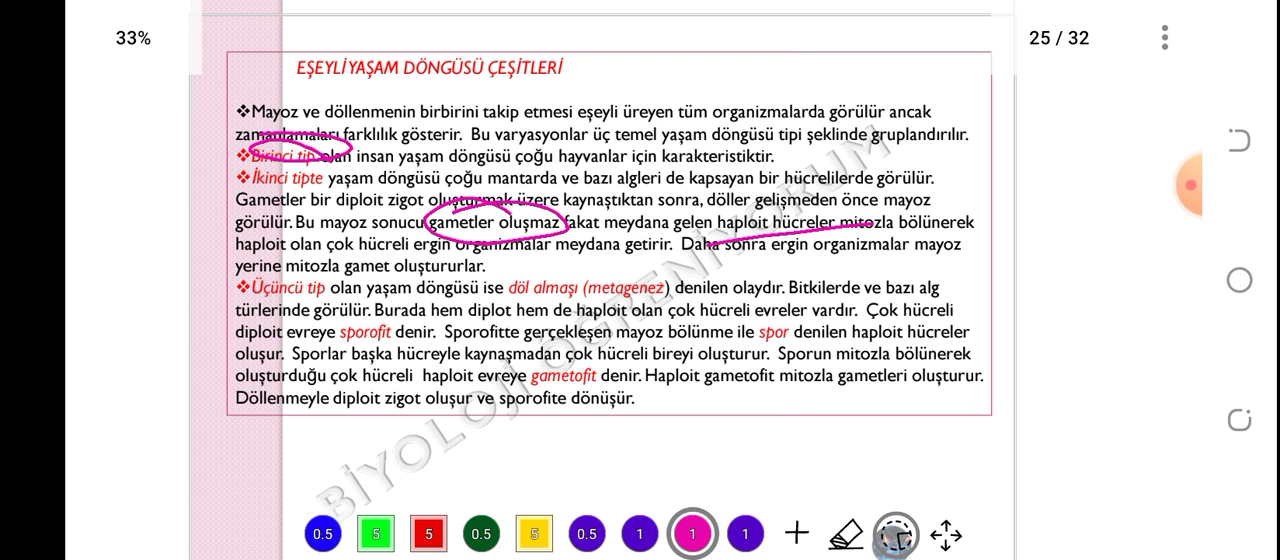 33%
25 / 32
EŞEYLİ YAŞAM DÖNGÜSÜ ÇEŞİTLERİ
❖Mayoz ve döllenmenin birbirini takip etmesi eşeyli üreyen tüm organizmalarda görülür ancak
zamanlamaları farklılık gösterir. Bu varyasyonlar üç temel yaşam döngüsü tipi şeklinde gruplandırılır.
❖Birinci tip olan insan yaşam döngüsü çoğu hayvanlar için karakteristiktir.
❖İkinci tipte yaşam döngüsü çoğu mantarda ve bazı algleri de kapsayan bir hücrelilerde görülür.
Gametler bir diploit zigot oluşturmak üzere kaynaştıktan sonra, döller gelişmeden önce mayoz
görülür. Bu mayoz sonucu gametler oluşmaz fakat meydana gelen haploit hücreler mitozla bölünerek
haploit olan çok hücreli ergin organizmalar meydana getirir. Daha sonra ergin organizmalar mayoz
yerine mitozla gamet oluştururlar.
❖Üçüncü tip olan yaşam döngüsü ise döl almaşı (metagenez) denilen olaydır. Bitkilerde ve bazı alg
türlerinde görülür. Burada hem diplot hem de haploit olan çok hücreli evreler vardır. Çok hücreli
diploit evreye sporofit denir. Sporofitte gerçekleşen mayoz bölünme ile spor denilen haploit hücreler
oluşur. Sporlar başka hücreyle kaynaşmadan çok hücreli bireyi oluşturur. Sporun mitozla bölünerek
oluşturduğu çok hücreli haploit evreye gametofit denir. Haploit gametofit mitozla gametleri oluşturur.
Döllenmeyle diploit zigot oluşur ve sporofite dönüşür.
BİYOLOJİ ÖĞRENİYORUM
0.5 5 5 0.5 5 0.5 1 1 1